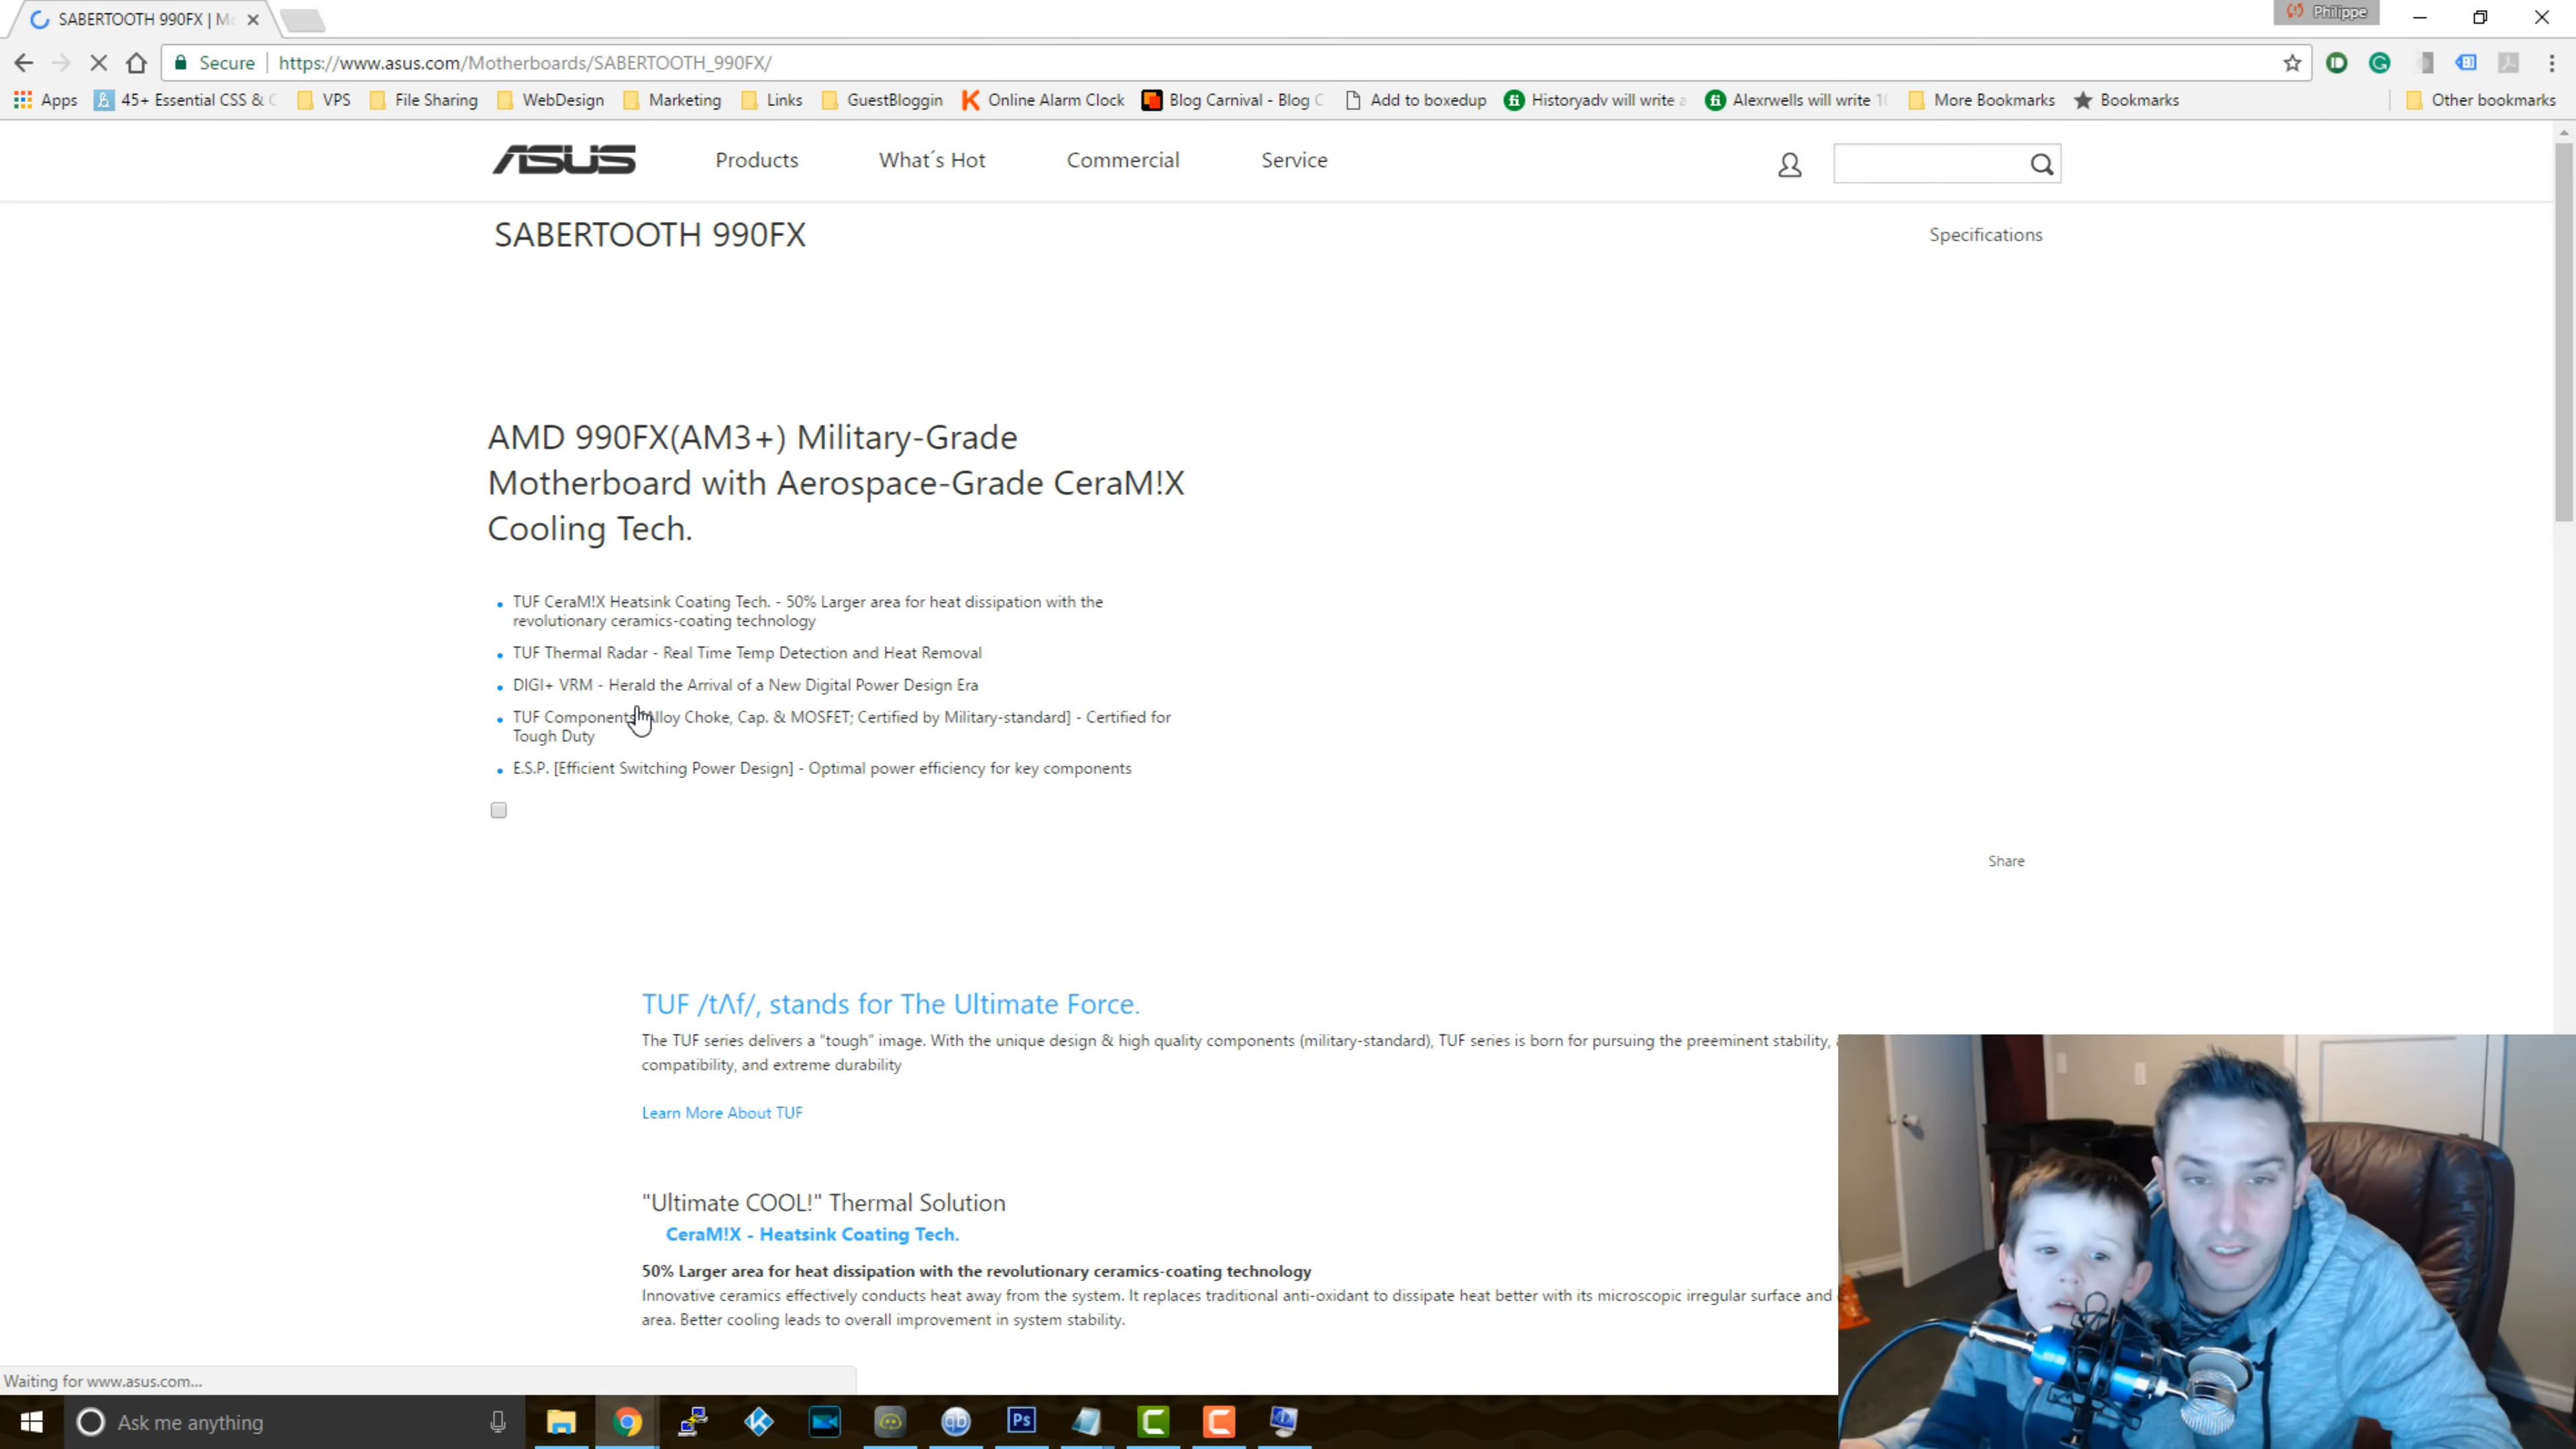 SABERTOOTH 990FX | M
Philippe
Secure https://www.asus.com/Motherboards/SABERTOOTH_990FX/
Apps 45+ Essential CSS & VPS File Sharing WebDesign Marketing Links GuestBloggin Online Alarm Clock Blog Carnival - Blog Add to boxedup Historyadv will write Alexrwells will write More Bookmarks Bookmarks Other bookmarks
ASUS Products What´s Hot Commercial Service
SABERTOOTH 990FX Specifications
AMD 990FX(AM3+) Military-Grade
Motherboard with Aerospace-Grade CeraM!X
Cooling Tech.
TUF CeraM!X Heatsink Coating Tech. - 50% Larger area for heat dissipation with the
revolutionary ceramics-coating technology
TUF Thermal Radar - Real Time Temp Detection and Heat Removal
DIGI+ VRM - Herald the Arrival of a New Digital Power Design Era
TUF Components Alloy Choke, Cap. & MOSFET; Certified by Military-standard] - Certified for
Tough Duty
E.S.P. [Efficient Switching Power Design] - Optimal power efficiency for key components
Share
TUF /tΛf/, stands for The Ultimate Force.
The TUF series delivers a "tough" image. With the unique design & high quality components (military-standard), TUF series is born for pursuing the preeminent stability,
compatibility, and extreme durability
Learn More About TUF
"Ultimate COOL!" Thermal Solution
CeraM!X - Heatsink Coating Tech.
50% Larger area for heat dissipation with the revolutionary ceramics-coating technology
Innovative ceramics effectively conducts heat away from the system. It replaces traditional anti-oxidant to dissipate heat better with its microscopic irregular surface and
area. Better cooling leads to overall improvement in system stability.
Waiting for www.asus.com...
Ask me anything qb Ps